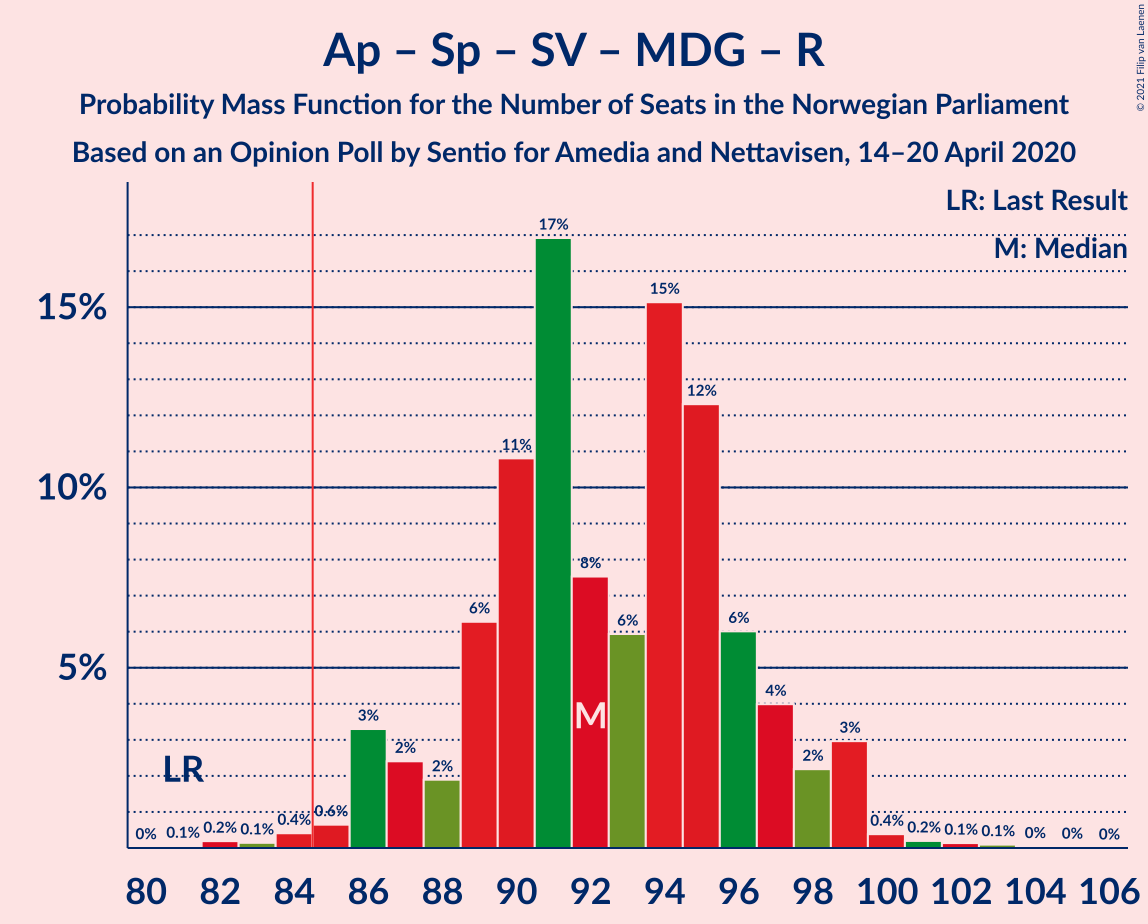 Ap – Sp – SV – MDG – R
Probability Mass Function for the Number of Seats in the Norwegian Parliament
Based on an Opinion Poll by Sentio for Amedia and Nettavisen, 14–20 April 2020
© 2021 Filip van Laenen
LR: Last Result
M: Median
15%
10%
5%
0% 0.1% 0.2% 0.1% 0.4% 0.6% 3% 2% 2% 6% 11% 17% 8% 6% 15% 12% 6% 4% 2% 3% 0.4% 0.2% 0.1% 0.1% 0% 0% 0%
LR
M
80 82 84 86 88 90 92 94 96 98 100 102 104 106